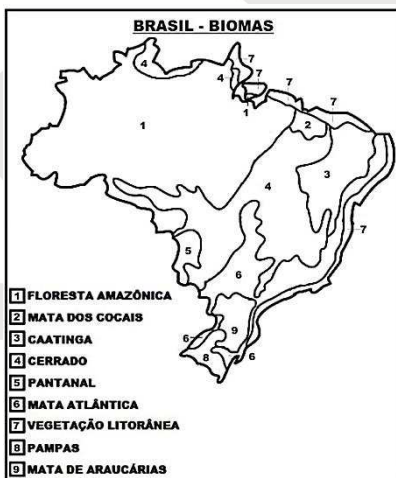 BRASIL - BIOMAS
4
7
7
7
4
7
1
2
1
3
4
7
5
6
6
9
8
6
1 FLORESTA AMAZÔNICA
2 MATA DOS COCAIS
3 CAATINGA
4 CERRADO
5 PANTANAL
6 MATA ATLÂNTICA
7 VEGETAÇÃO LITORÂNEA
8 PAMPAS
9 MATA DE ARAUCÁRIAS